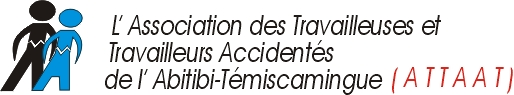 L' Association des Travailleuses et
Travailleurs Accidentés
de l' Abitibi-Témiscamingue (ATTAAT)